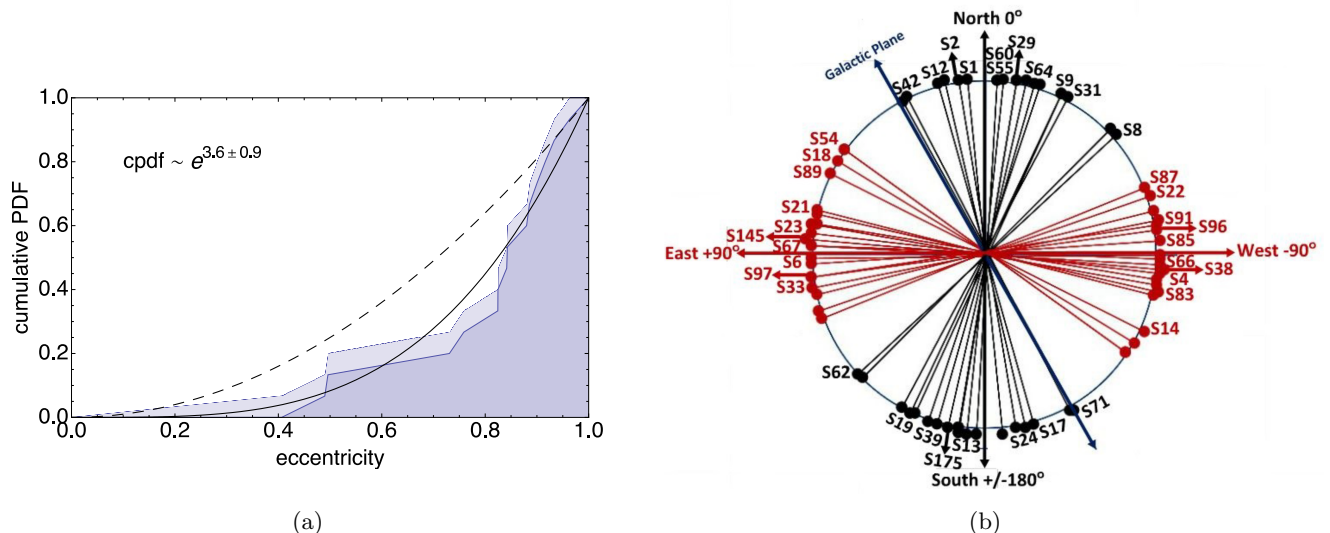 cumulative PDF
1.0
0.8
0.6
0.4
0.2
0.0
cpdf ~ e^3.6 ± 0.9
0.0 0.2 0.4 0.6 0.8 1.0
eccentricity
(a)
North 0°
Galactic Plane
S42
S12
S2
S1
S60
S55
S29
S64
S9
S31
S8
S54
S18
S89
S87
S22
S21
S23
S145
S67
East +90°
S6
S97
S33
S91
S96
S85
West -90°
S66
S38
S4
S83
S14
S62
S19
S39
S175
S13
S24
S17
S71
South +/-180°
(b)